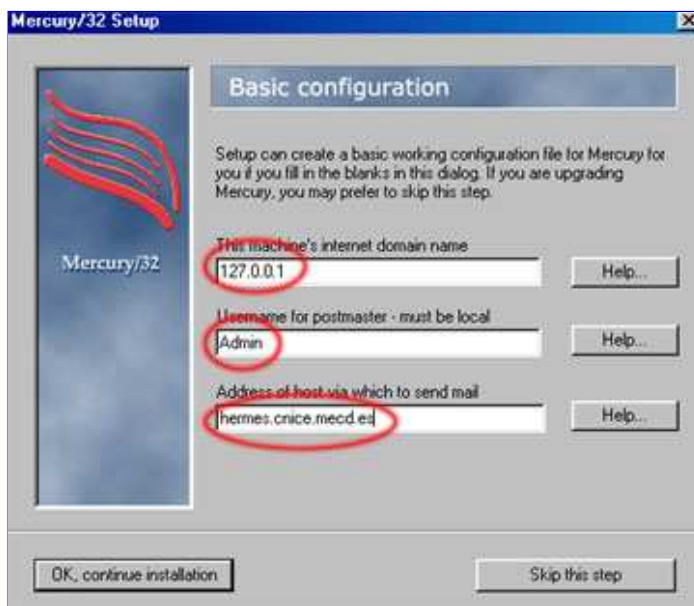 Mercury/32 Setup
Basic configuration
Setup can create a basic working configuration file for Mercury for
you if you fill in the blanks in this dialog. If you are upgrading
Mercury, you may prefer to skip this step.
Mercury/32
This machine's internet domain name
127.0.0.1
Help...
Username for postmaster - must be local
Admin
Help...
Address of host via which to send mail
hermes.cnice.mecd.es
Help...
OK, continue installation
Skip this step